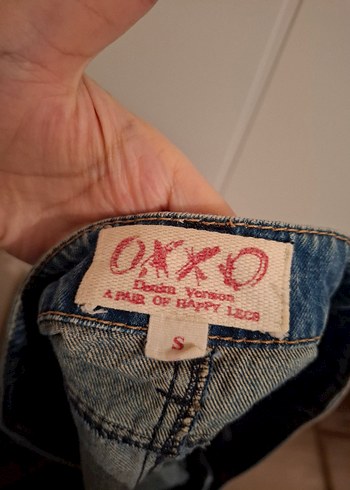 OXXO
Denim Version
A PAIR OF HAPPY LEGS
S